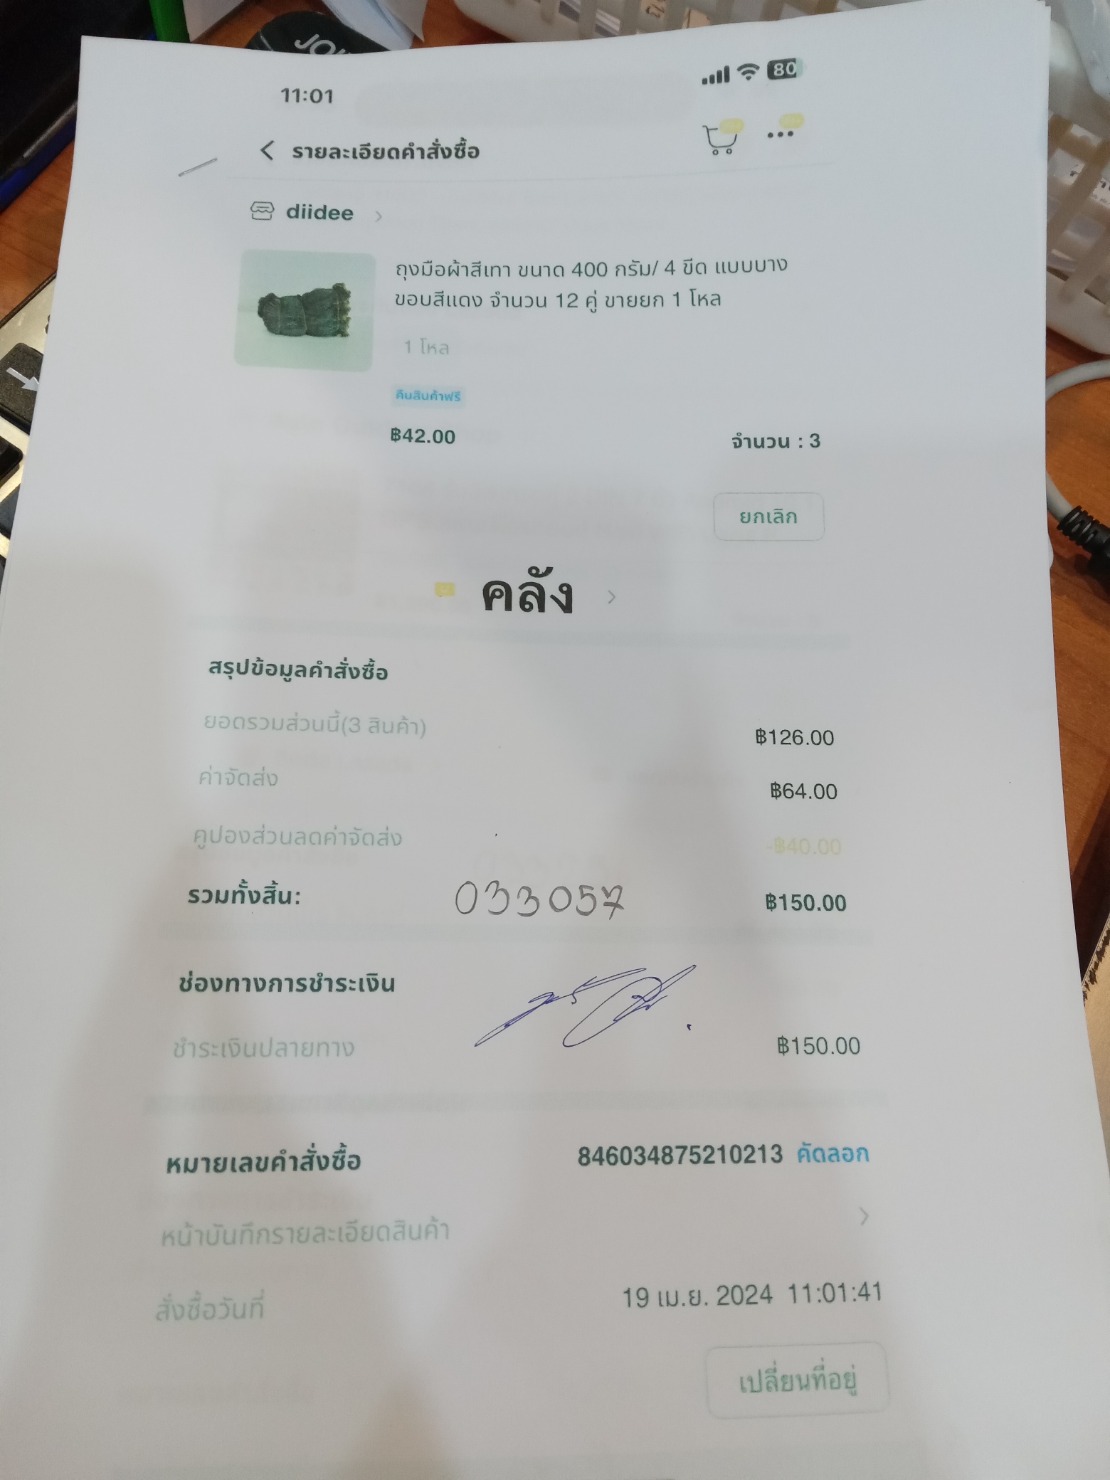 11:01
80
รายละเอียดคำสั่งซื้อ
diidee
ถุงมือผ้าสีเทา ขนาด 400 กรัม/ 4 ขีด แบบบาง
ขอบสีแดง จำนวน 12 คู่ ขายยก 1 โหล
1 โหล
คืนสินค้าฟรี
฿42.00 จำนวน : 3
ยกเลิก
คลัง
สรุปข้อมูลคำสั่งซื้อ
ยอดรวมส่วนนี้(3 สินค้า) ฿126.00
ค่าจัดส่ง ฿64.00
คูปองส่วนลดค่าจัดส่ง -฿40.00
รวมทั้งสิ้น: 033057 ฿150.00
ช่องทางการชำระเงิน
ชำระเงินปลายทาง ฿150.00
หมายเลขคำสั่งซื้อ 846034875210213 คัดลอก
หน้าบันทึกรายละเอียดสินค้า
สั่งซื้อวันที่ 19 เม.ย. 2024 11:01:41
เปลี่ยนที่อยู่